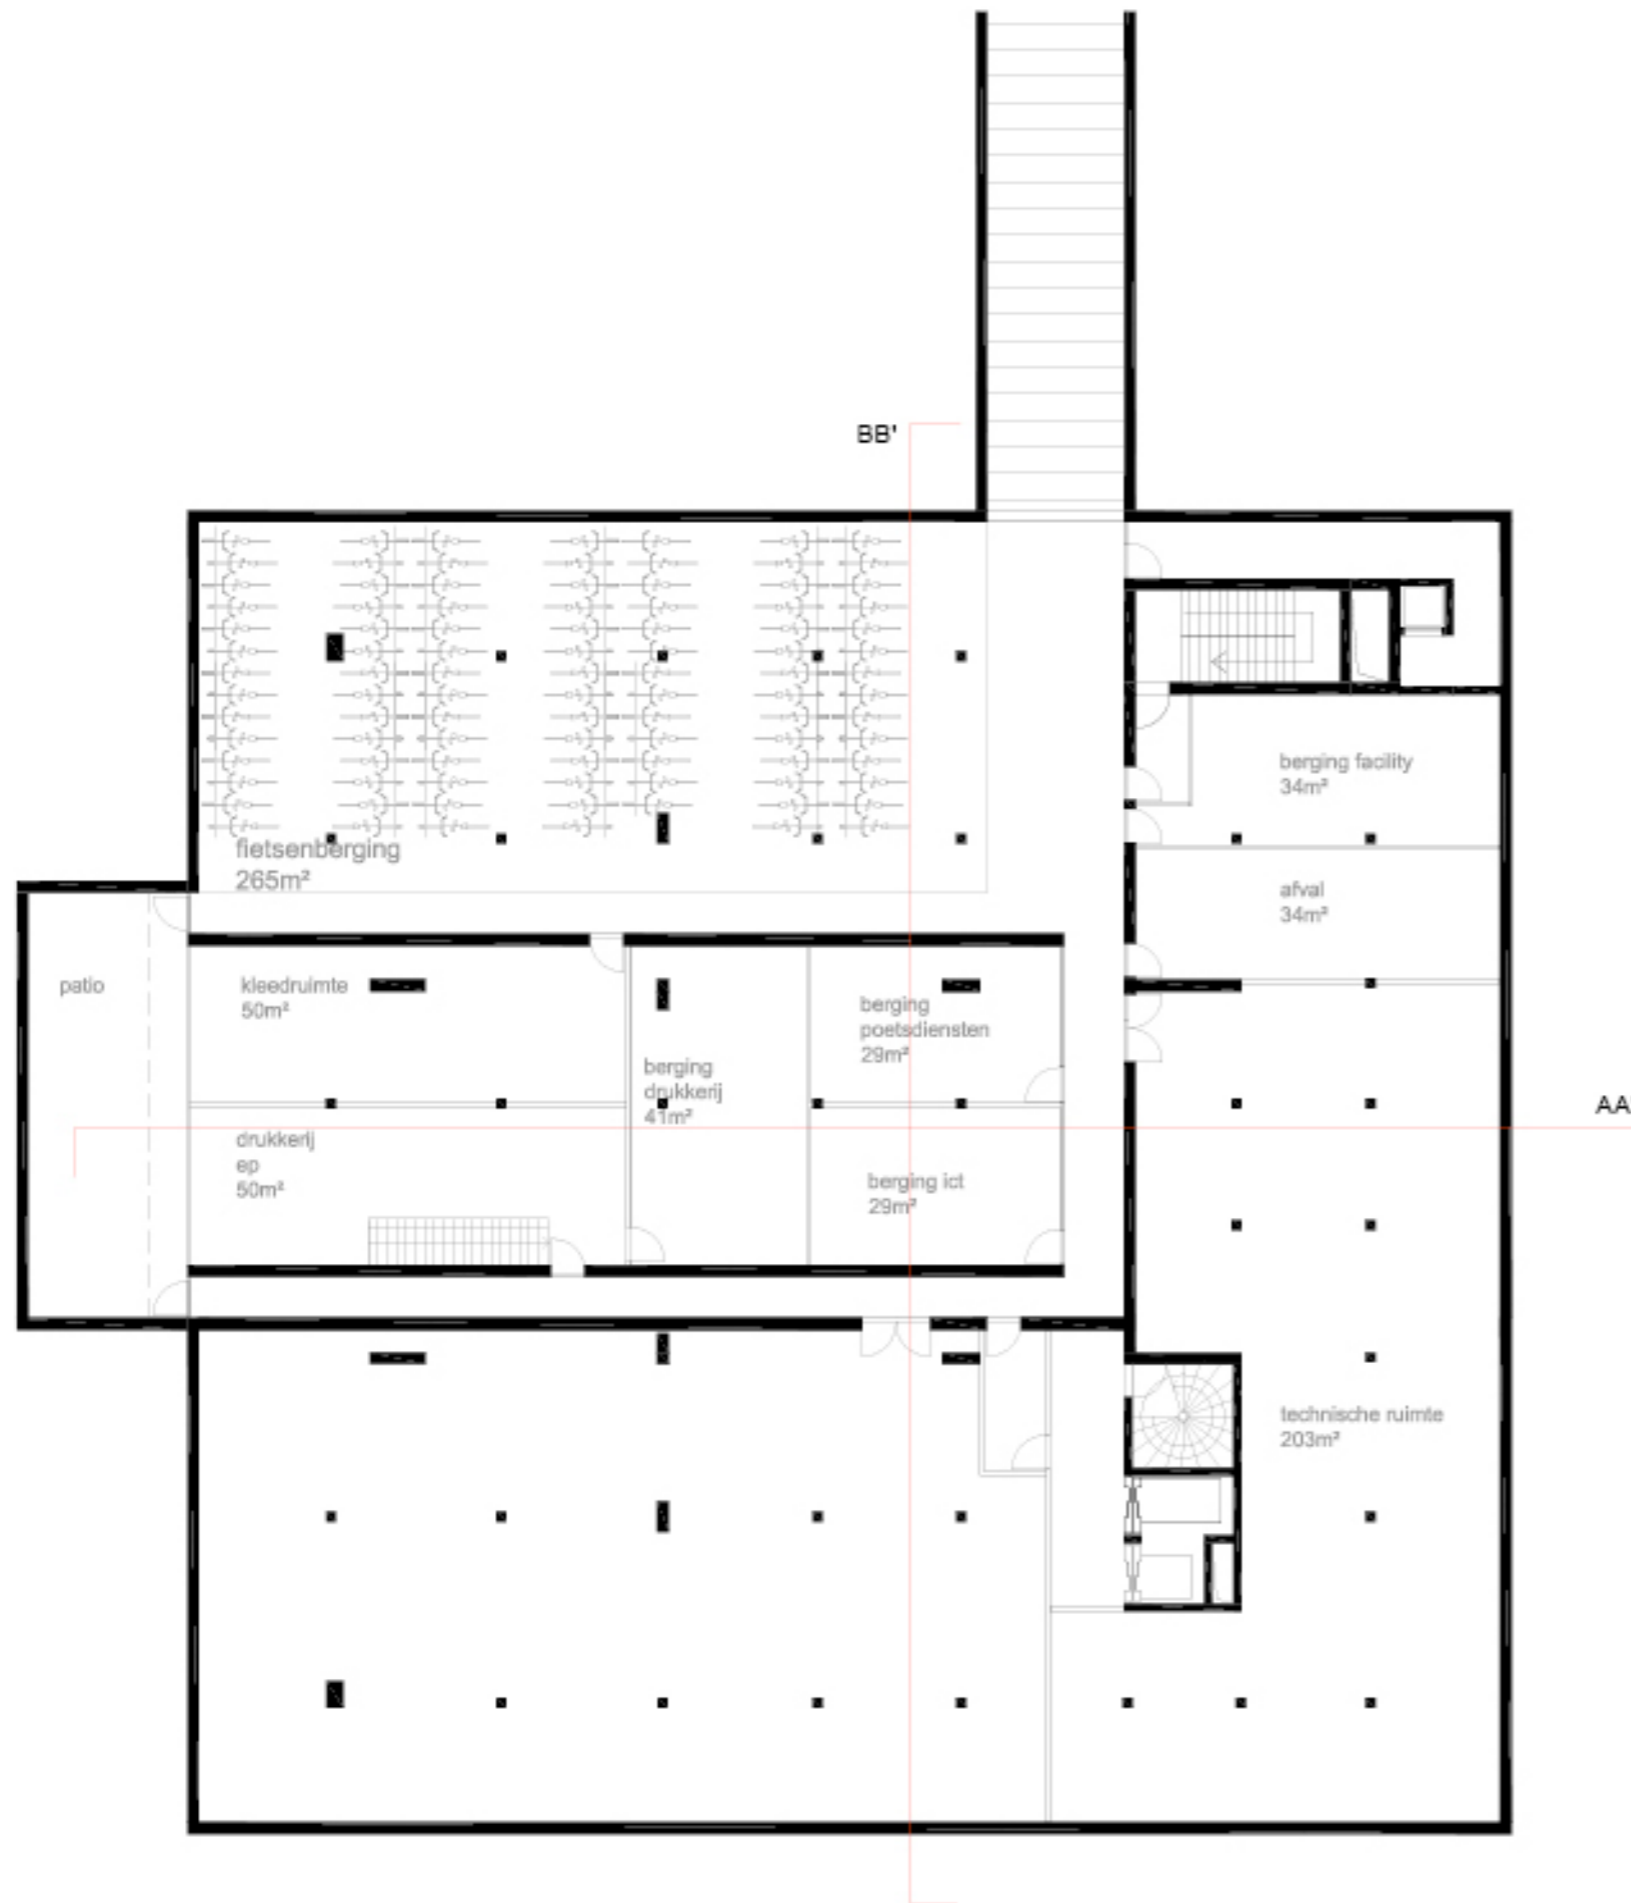 BB'
berging facility
34m²
fietsenberging
265m²
afval
34m²
patio
kleedruimte
50m²
berging
poetsdiensten
29m²
berging
drukkerij
41m²
AA
drukkerij
ep
50m²
berging ict
29m²
technische ruimte
203m²